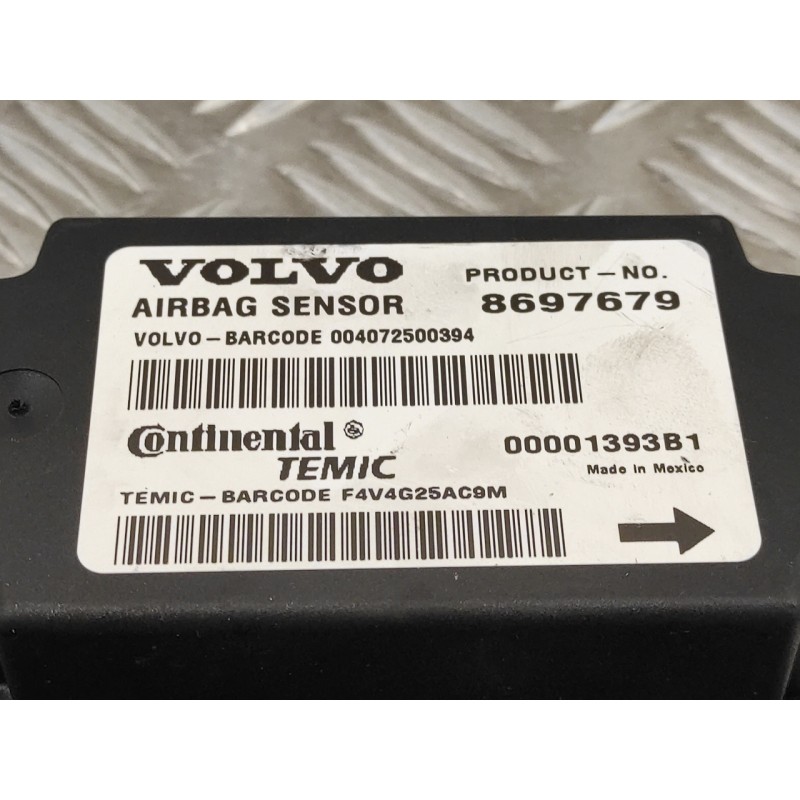 VOLVO PRODUCT-NO.
AIRBAG SENSOR 8697679
VOLVO-BARCODE 004072500394
Continental 00001393B1
TEMIC Made in Mexico
TEMIC-BARCODE F4V4G25AC9M